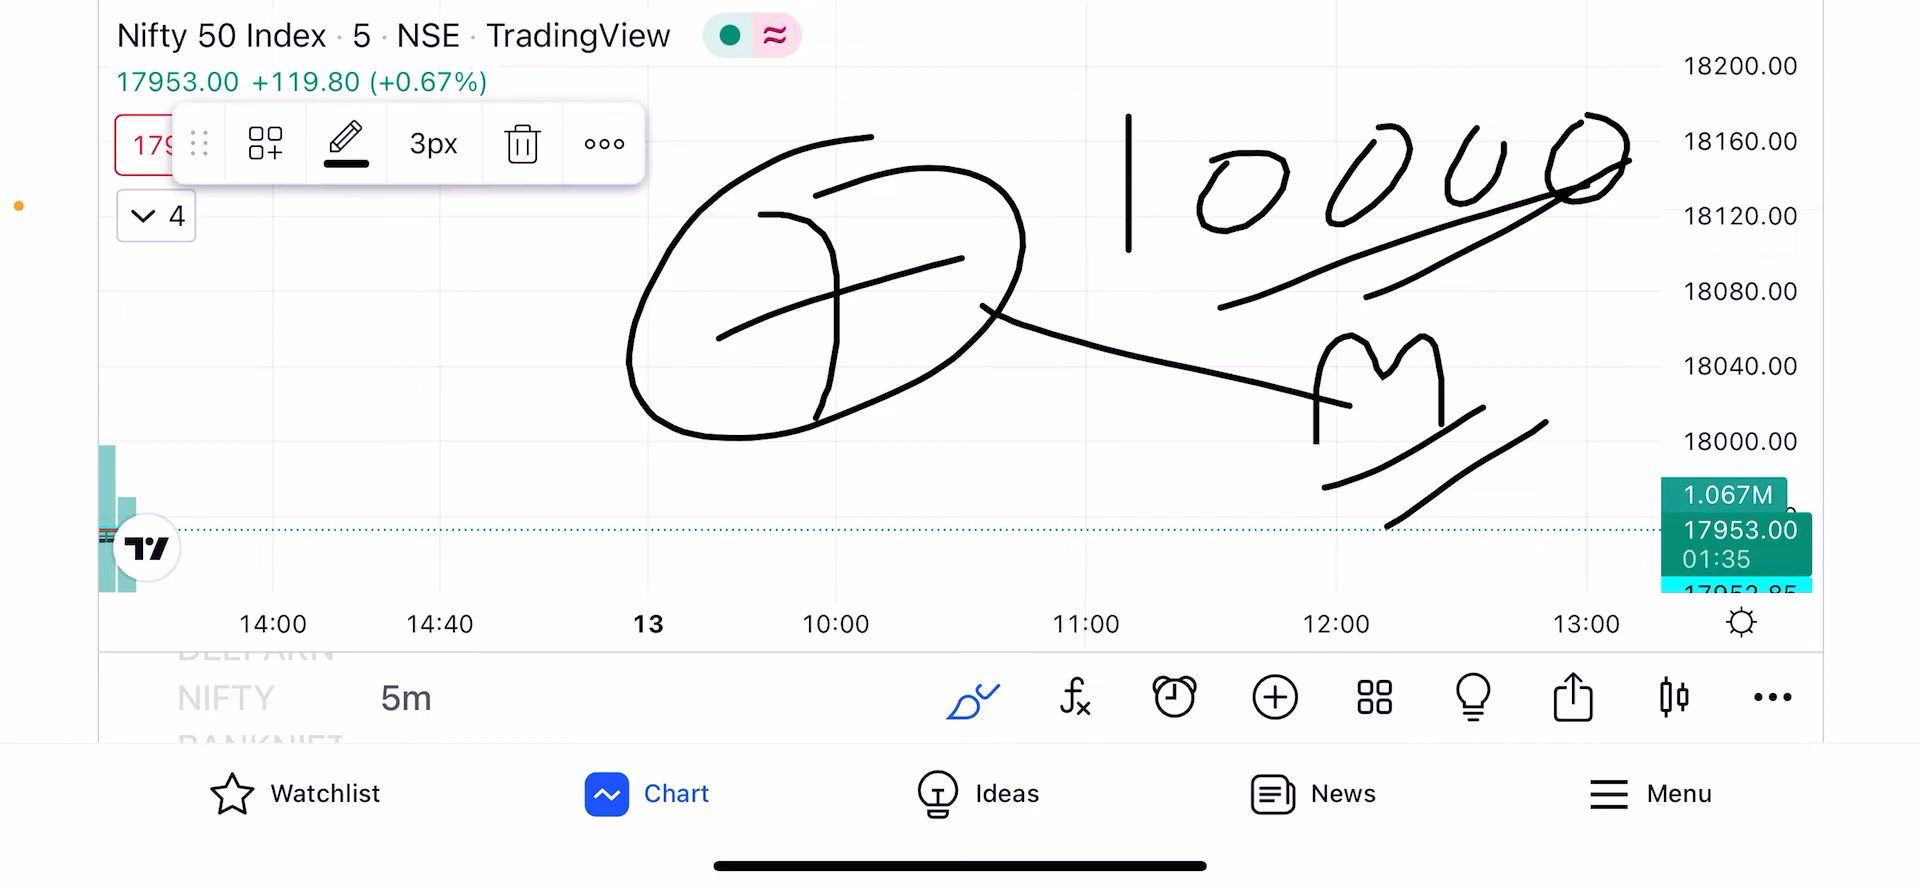 Nifty 50 Index · 5 · NSE · TradingView
17953.00 +119.80 (+0.67%)
179
3px
4
10000
7
M
18200.00
18160.00
18120.00
18080.00
18040.00
18000.00
1.067M
17953.00
01:35
14:00 14:40 13 10:00 11:00 12:00 13:00
NIFTY 5m
Watchlist Chart Ideas News Menu